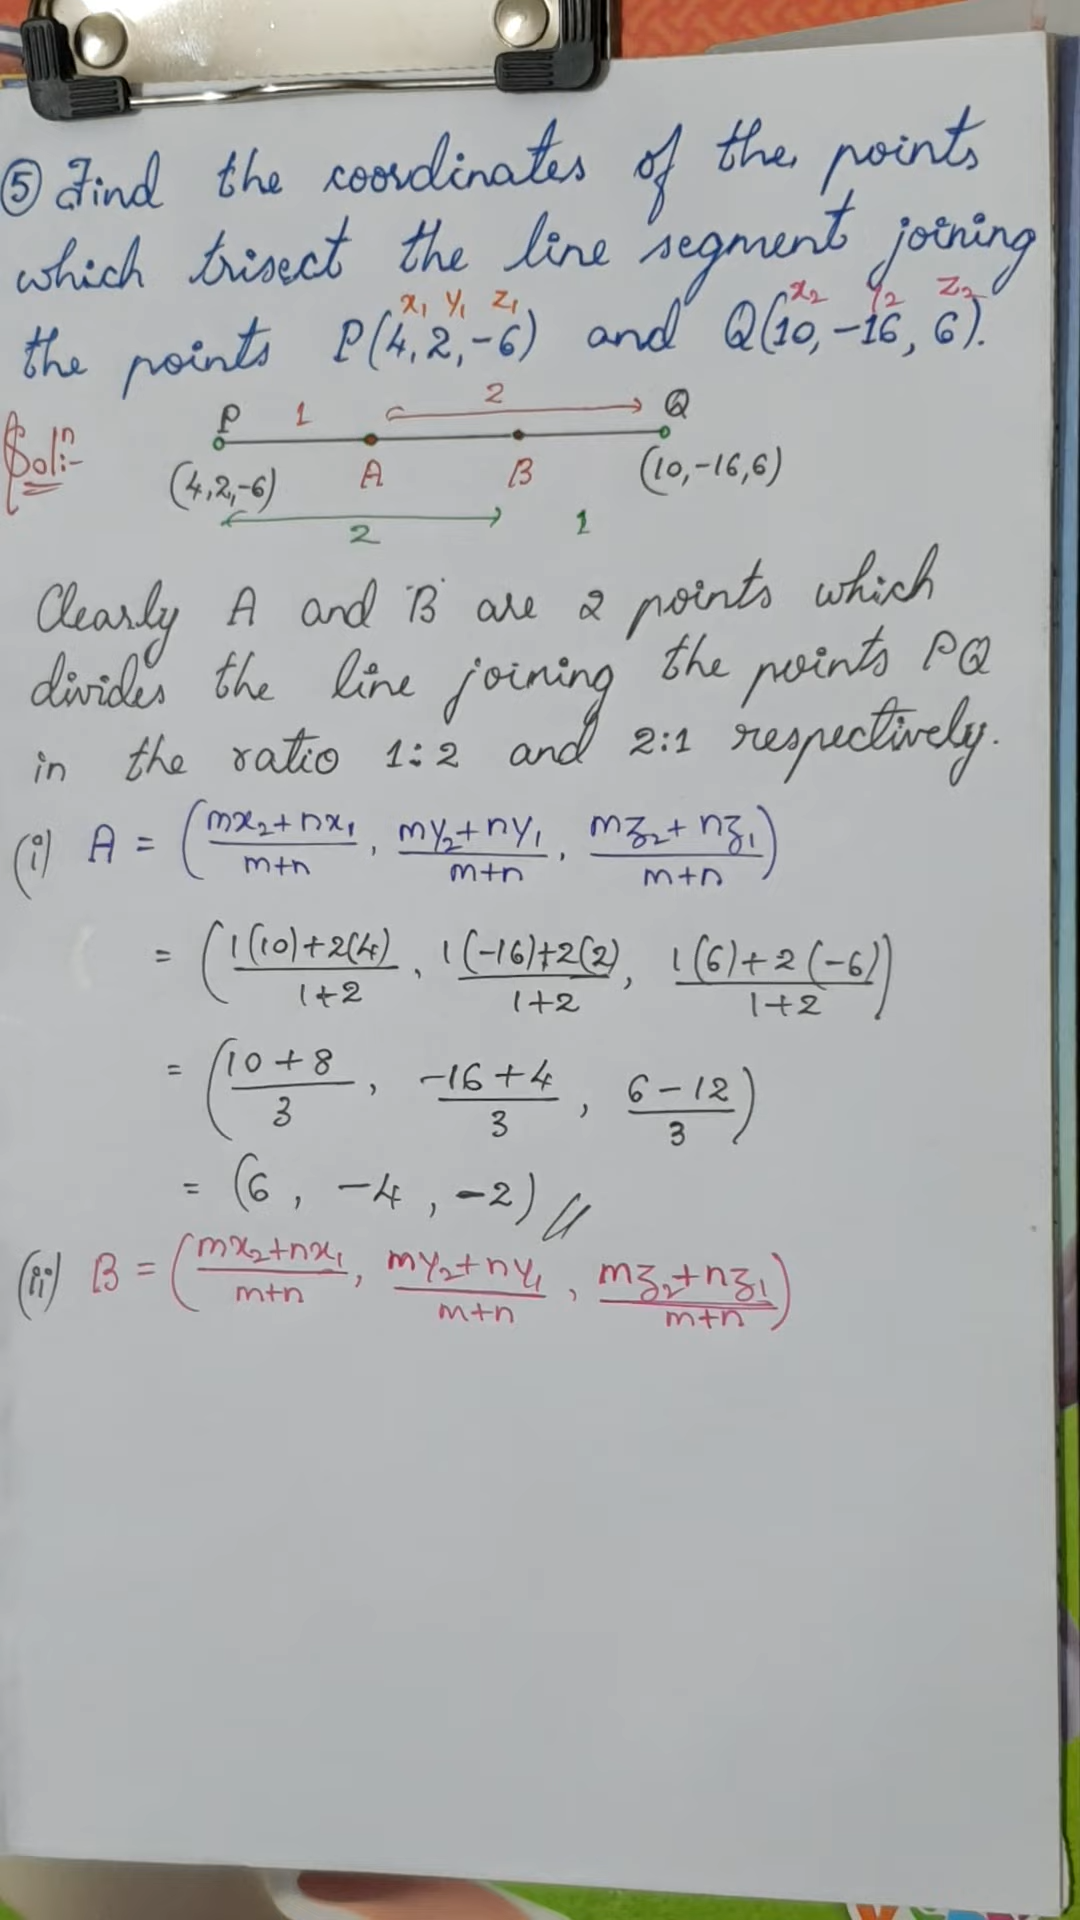 ⑤ Find the coordinates of the points
which trisect the line segment joining
x₁ y₁ z₁ x₂ y₂ z₂
the points P(4,2,-6) and Q(10,-16,6).
Solⁿ:-
P 1 2 Q
(4,2,-6) A B (10,-16,6)
2 1
Clearly A and B are 2 points which
divides the line joining the points PQ
in the ratio 1:2 and 2:1 respectively.
(i) A = ( mx₂+nx₁ / m+n , my₂+ny₁ / m+n , mz₂+nz₁ / m+n )
= ( 1(10)+2(4) / 1+2 , 1(-16)+2(2) / 1+2 , 1(6)+2(-6) / 1+2 )
= ( 10+8 / 3 , -16+4 / 3 , 6-12 / 3 )
= (6, -4, -2) //
(ii) B = ( mx₂+nx₁ / m+n , my₂+ny₁ / m+n , mz₂+nz₁ / m+n )